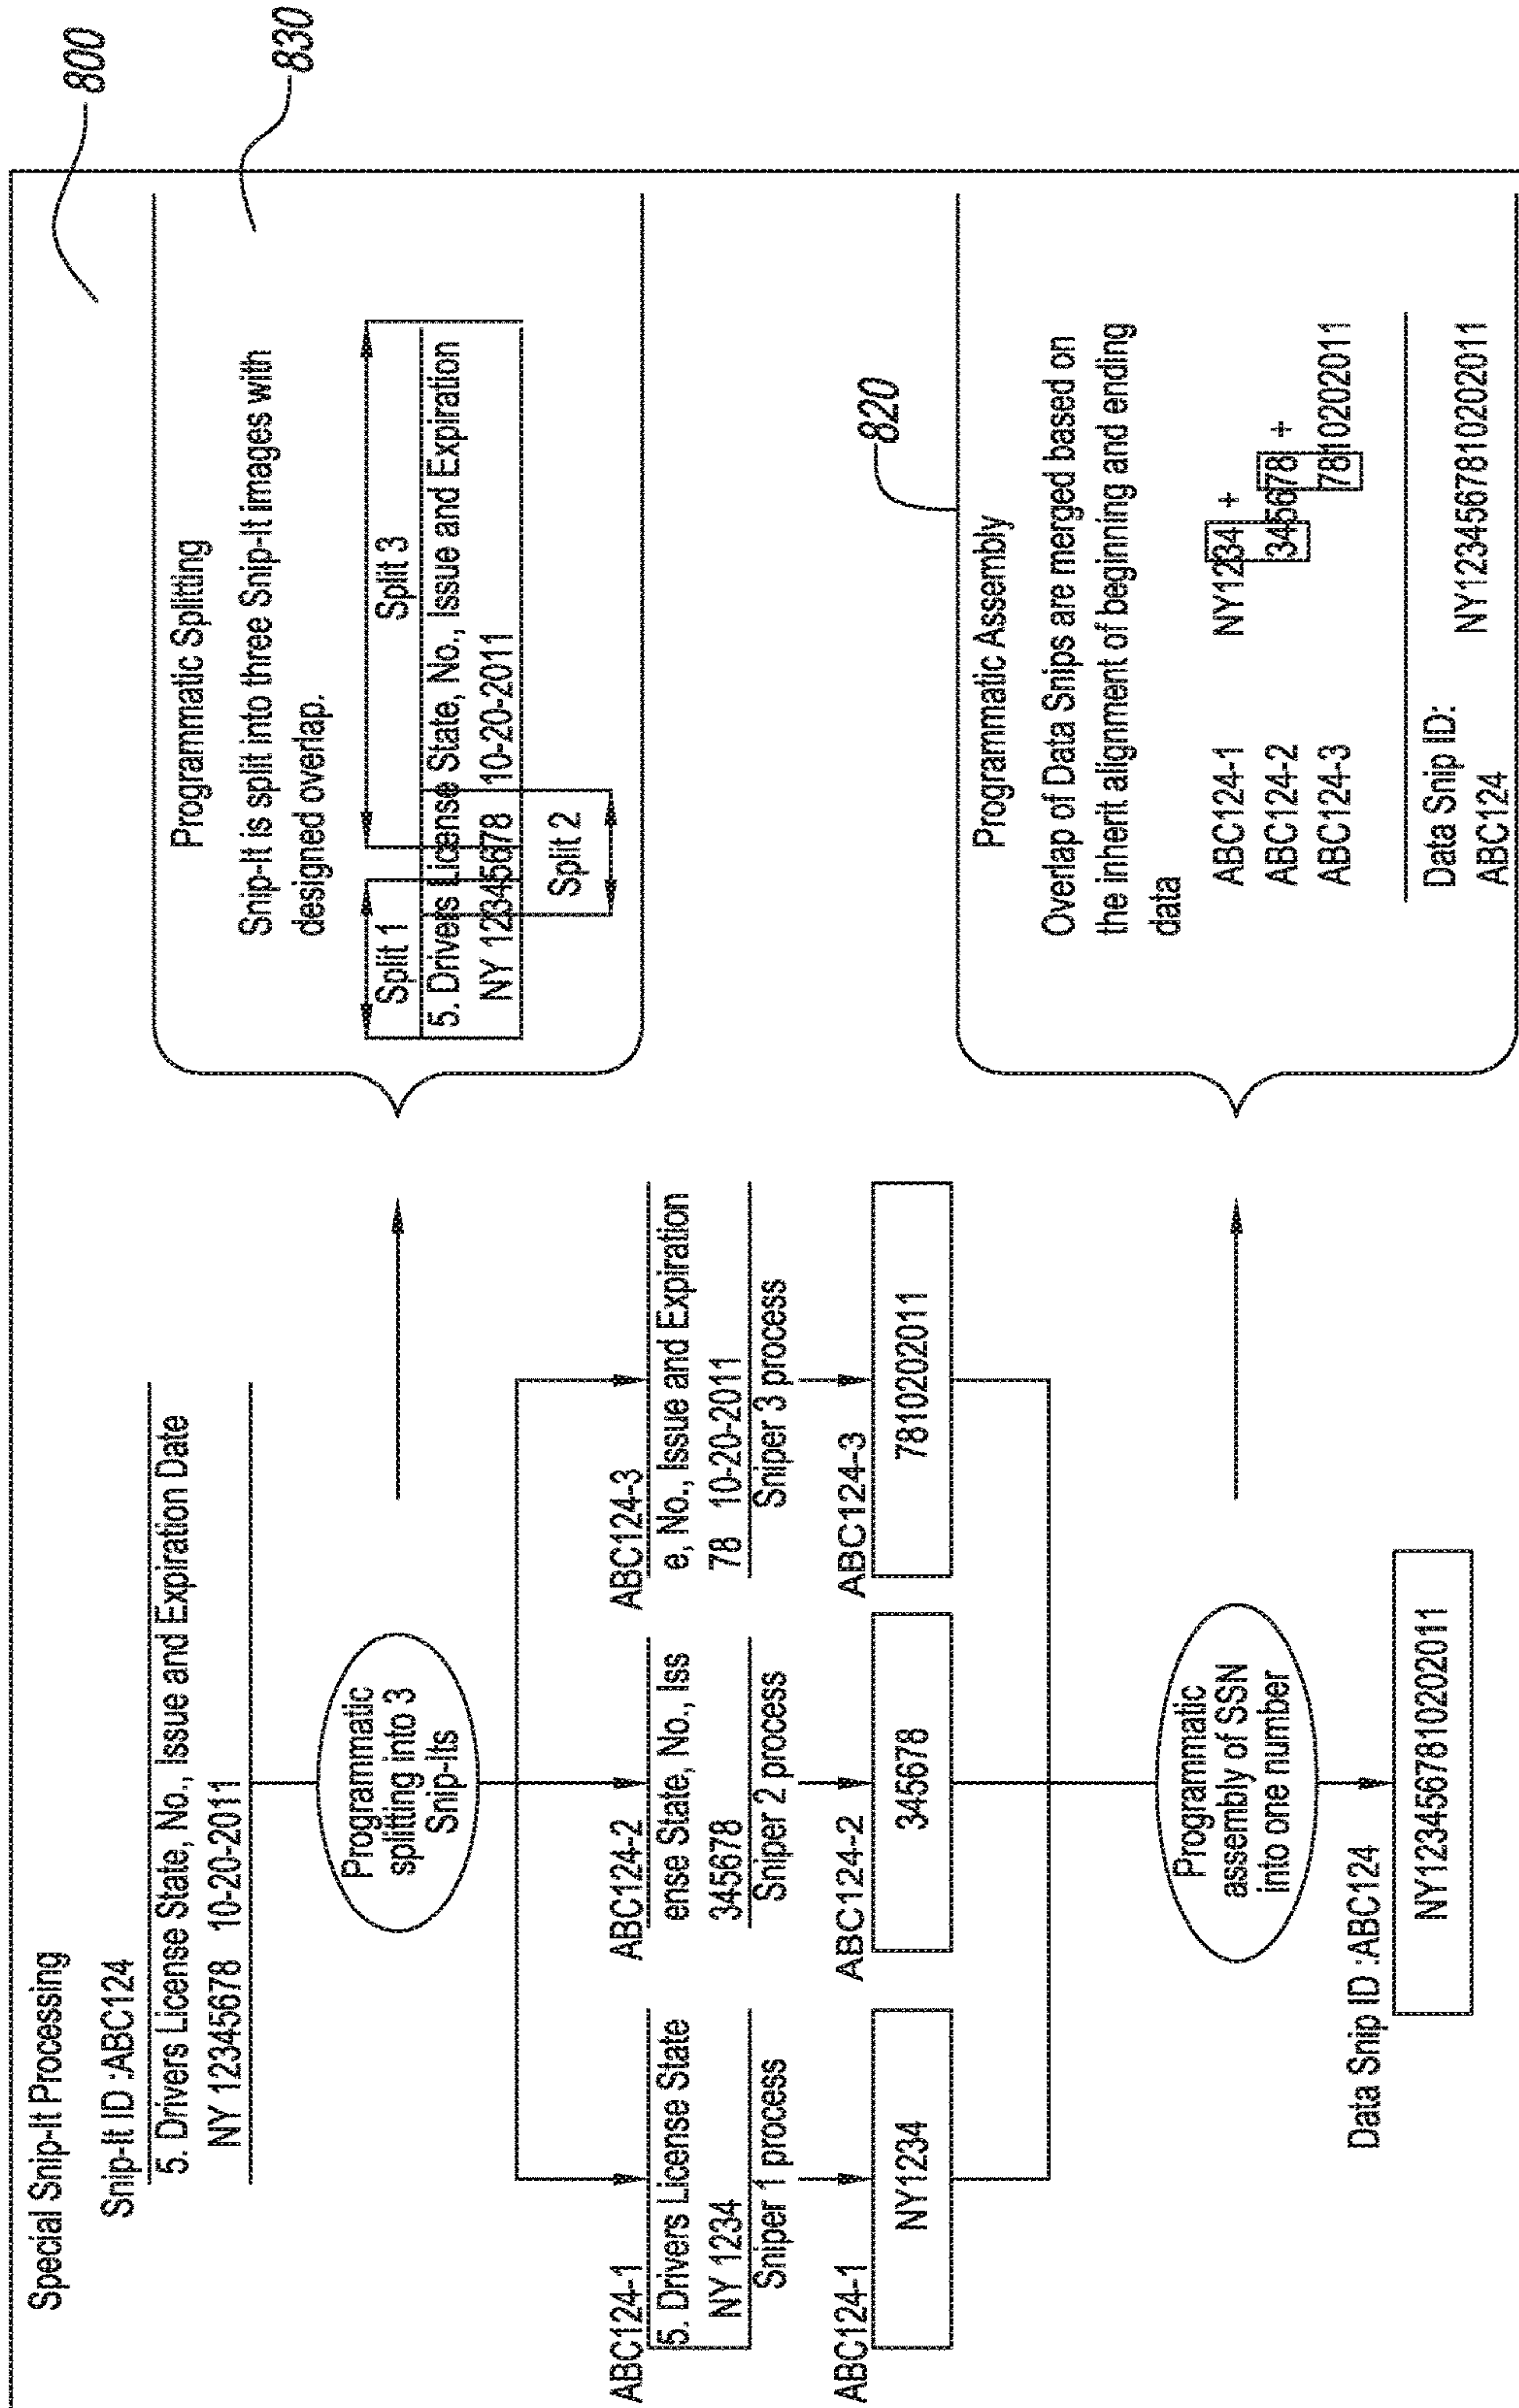 Special Snip-It Processing
Snip-It ID :ABC124
5. Drivers License State, No., Issue and Expiration Date
NY 12345678 10-20-2011
Programmatic
splitting into 3
Snip-Its
ABC124-1
5. Drivers License State
NY 1234
Sniper 1 process
ABC124-2
ense State, No., Iss
345678
Sniper 2 process
ABC124-3
e, No., Issue and Expiration
78 10-20-2011
Sniper 3 process
ABC124-1
NY1234
ABC124-2
345678
ABC124-3
7810202011
Programmatic
assembly of SSN
into one number
Data Snip ID :ABC124
NY1234567810202011
800
830
Programmatic Splitting
Snip-It is split into three Snip-It images with
designed overlap.
Split 1
Split 3
5. Drivers License State, No., Issue and Expiration
NY 12345678 10-20-2011
Split 2
820
Programmatic Assembly
Overlap of Data Snips are merged based on
the inherit alignment of beginning and ending
data
ABC124-1 NY1234 +
ABC124-2 345678 +
ABC124-3 7810202011
Data Snip ID:
ABC124 NY1234567810202011